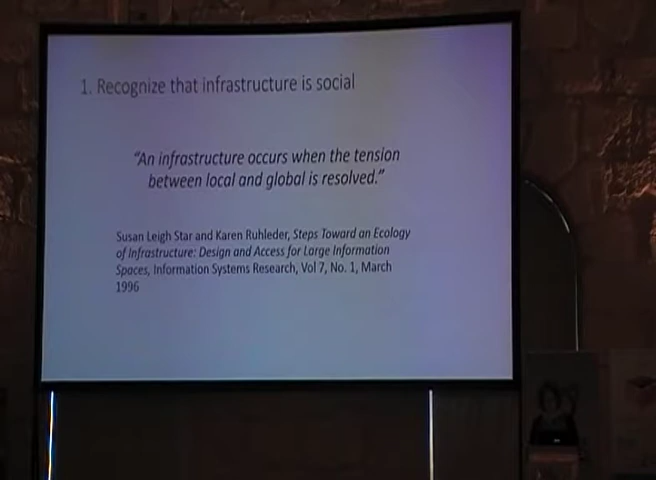 1. Recognize that infrastructure is social
“An infrastructure occurs when the tension
between local and global is resolved.”
Susan Leigh Star and Karen Ruhleder, Steps Toward an Ecology
of Infrastructure: Design and Access for Large Information
Spaces, Information Systems Research, Vol 7, No. 1, March
1996